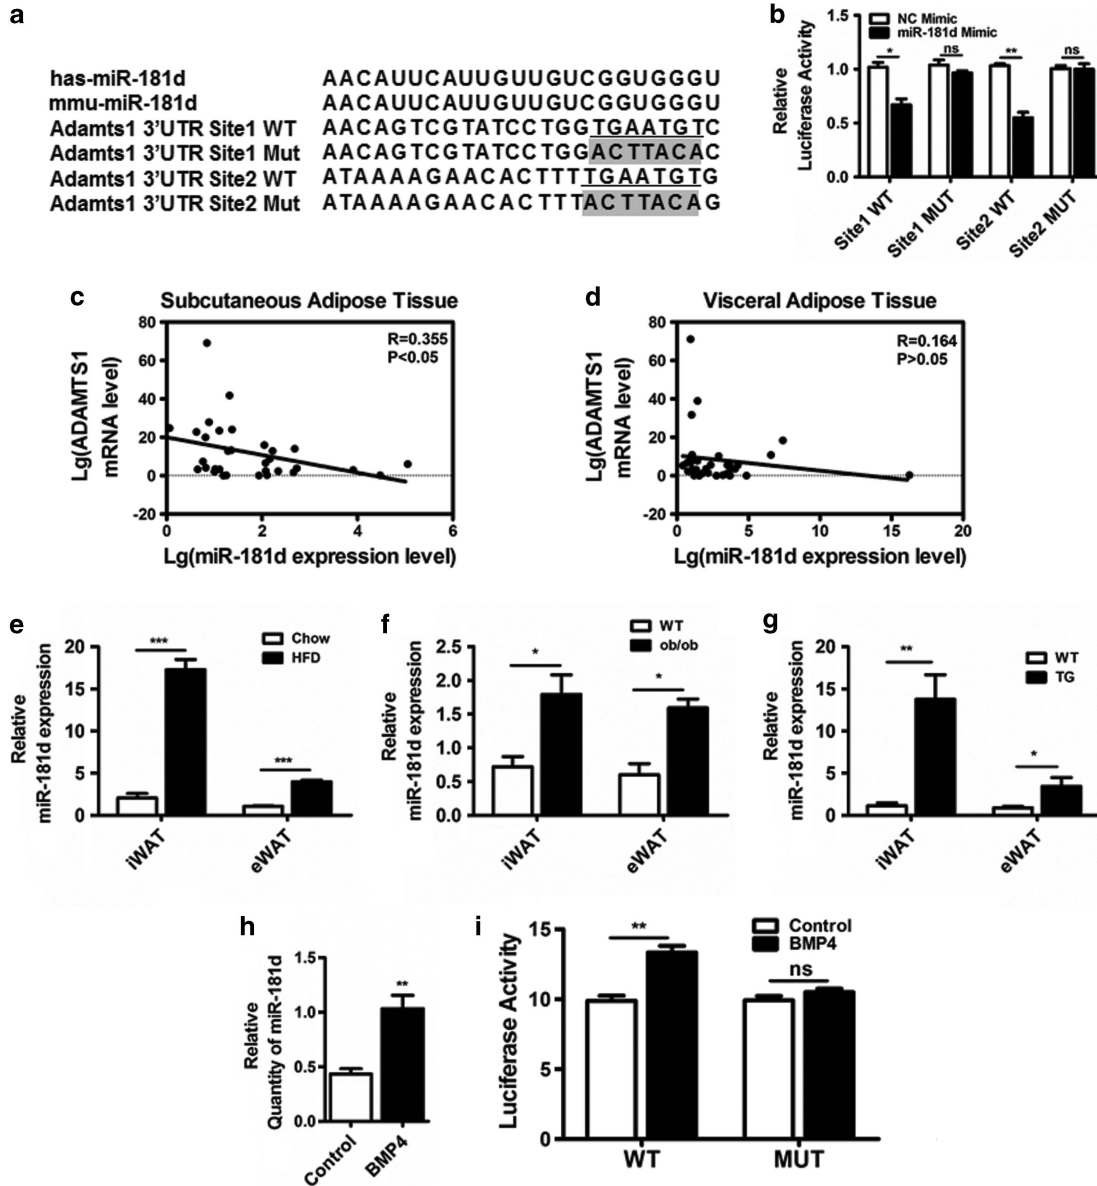 a
has-miR-181d AACAUUCAUUGUUGUCGGUGGGU
mmu-miR-181d AACAUUCAUUGUUGUCGGUGGGU
Adamts1 3'UTR Site1 WT AACAGTCGTATCCTGGTGAATGTC
Adamts1 3'UTR Site1 Mut AACAGTCGTATCCTGGACTTACAC
Adamts1 3'UTR Site2 WT ATAAAAGAACACTTTTGAATGTG
Adamts1 3'UTR Site2 Mut ATAAAAGAACACTTTACTTACAG
b
Relative
Luciferase Activity
1.5
1.0
0.5
0.0
NC Mimic
miR-181d Mimic
*
ns
**
ns
Site1 WT
Site1 MUT
Site2 WT
Site2 MUT
c
Subcutaneous Adipose Tissue
Lg(ADAMTS1
mRNA level)
80
60
40
20
0
-20
R=0.355
P<0.05
0 2 4 6
Lg(miR-181d expression level)
d
Visceral Adipose Tissue
Lg(ADAMTS1
mRNA level)
80
60
40
20
0
-20
R=0.164
P>0.05
0 5 10 15 20
Lg(miR-181d expression level)
e
Relative
miR-181d expression
20
15
10
5
0
***
***
Chow
HFD
iWAT
eWAT
f
Relative
miR-181d expression
2.5
2.0
1.5
1.0
0.5
0.0
*
*
WT
ob/ob
iWAT
eWAT
g
Relative
miR-181d expression
20
15
10
5
0
**
*
WT
TG
iWAT
eWAT
h
Relative
Quantity of miR-181d
1.5
1.0
0.5
0.0
**
Control
BMP4
i
Luciferase Activity
15
10
5
0
**
ns
Control
BMP4
WT
MUT